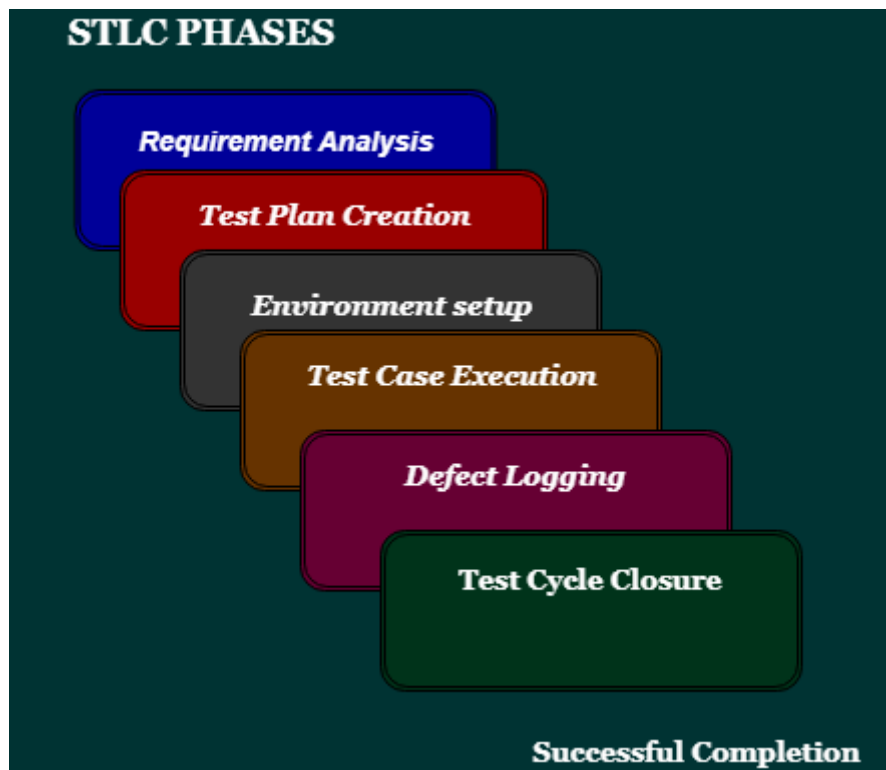 STLC PHASES
Requirement Analysis
Test Plan Creation
Environment setup
Test Case Execution
Defect Logging
Test Cycle Closure
Successful Completion